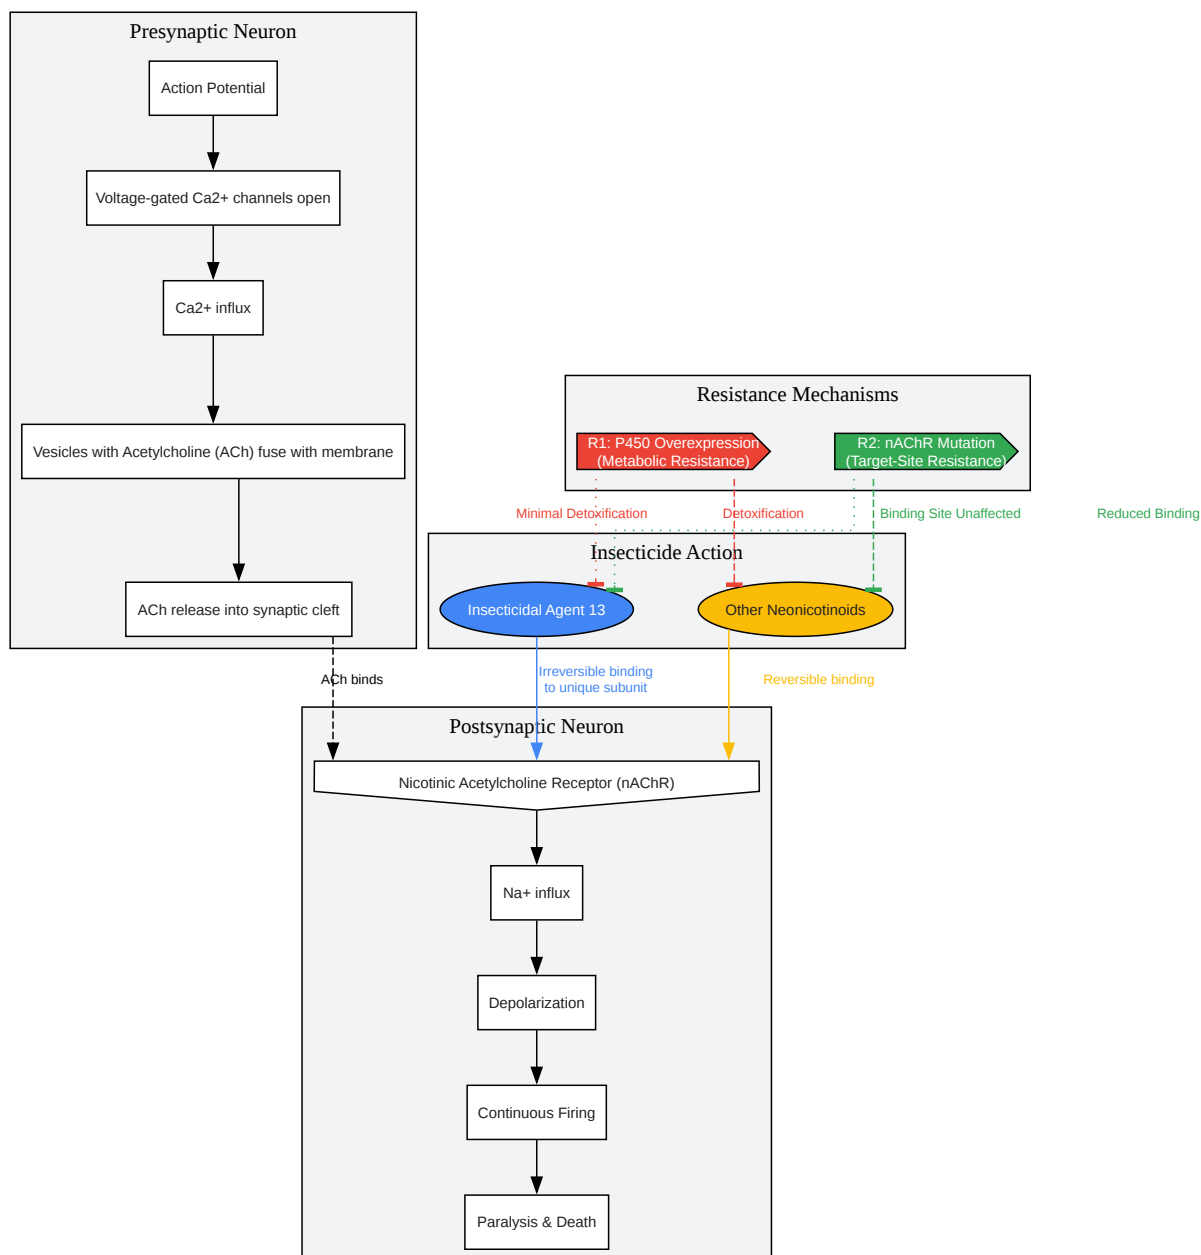 Presynaptic Neuron
Action Potential
Voltage-gated Ca2+ channels open
Ca2+ influx
Vesicles with Acetylcholine (ACh) fuse with membrane
ACh release into synaptic cleft
Resistance Mechanisms
R1: P450 Overexpression
(Metabolic Resistance)
R2: nAChR Mutation
(Target-Site Resistance)
Minimal Detoxification
Detoxification
Binding Site Unaffected
Reduced Binding
Insecticide Action
Insecticidal Agent 13
Other Neonicotinoids
ACh binds
Irreversible binding
to unique subunit
Reversible binding
Postsynaptic Neuron
Nicotinic Acetylcholine Receptor (nAChR)
Na+ influx
Depolarization
Continuous Firing
Paralysis & Death